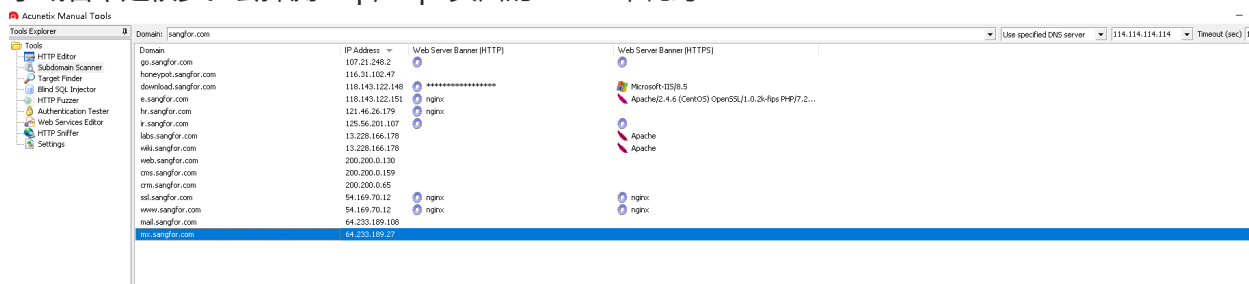 Acunetix Manual Tools
Tools Explorer
Domain: sangfor.com Use specified DNS server 114.114.114.114 Timeout (sec)
Tools
HTTP Editor
Subdomain Scanner
Target Finder
Blind SQL Injector
HTTP Fuzzer
Authentication Tester
Web Services Editor
HTTP Sniffer
Settings
Domain IP Address Web Server Banner (HTTP) Web Server Banner (HTTPS)
go.sangfor.com 107.21.248.2
honeypot.sangfor.com 116.31.102.47
download.sangfor.com 118.143.122.148 ***************** Microsoft-IIS/8.5
e.sangfor.com 118.143.122.151 nginx Apache/2.4.6 (CentOS) OpenSSL/1.0.2k-fips PHP/7.2...
hr.sangfor.com 121.46.26.179 nginx
ir.sangfor.com 125.56.201.107
labs.sangfor.com 13.228.166.178 Apache
wiki.sangfor.com 13.228.166.178 Apache
web.sangfor.com 200.200.0.130
cms.sangfor.com 200.200.0.159
crm.sangfor.com 200.200.0.65
ssl.sangfor.com 54.169.70.12 nginx nginx
www.sangfor.com 54.169.70.12 nginx nginx
mail.sangfor.com 64.233.189.108
mx.sangfor.com 64.233.189.27